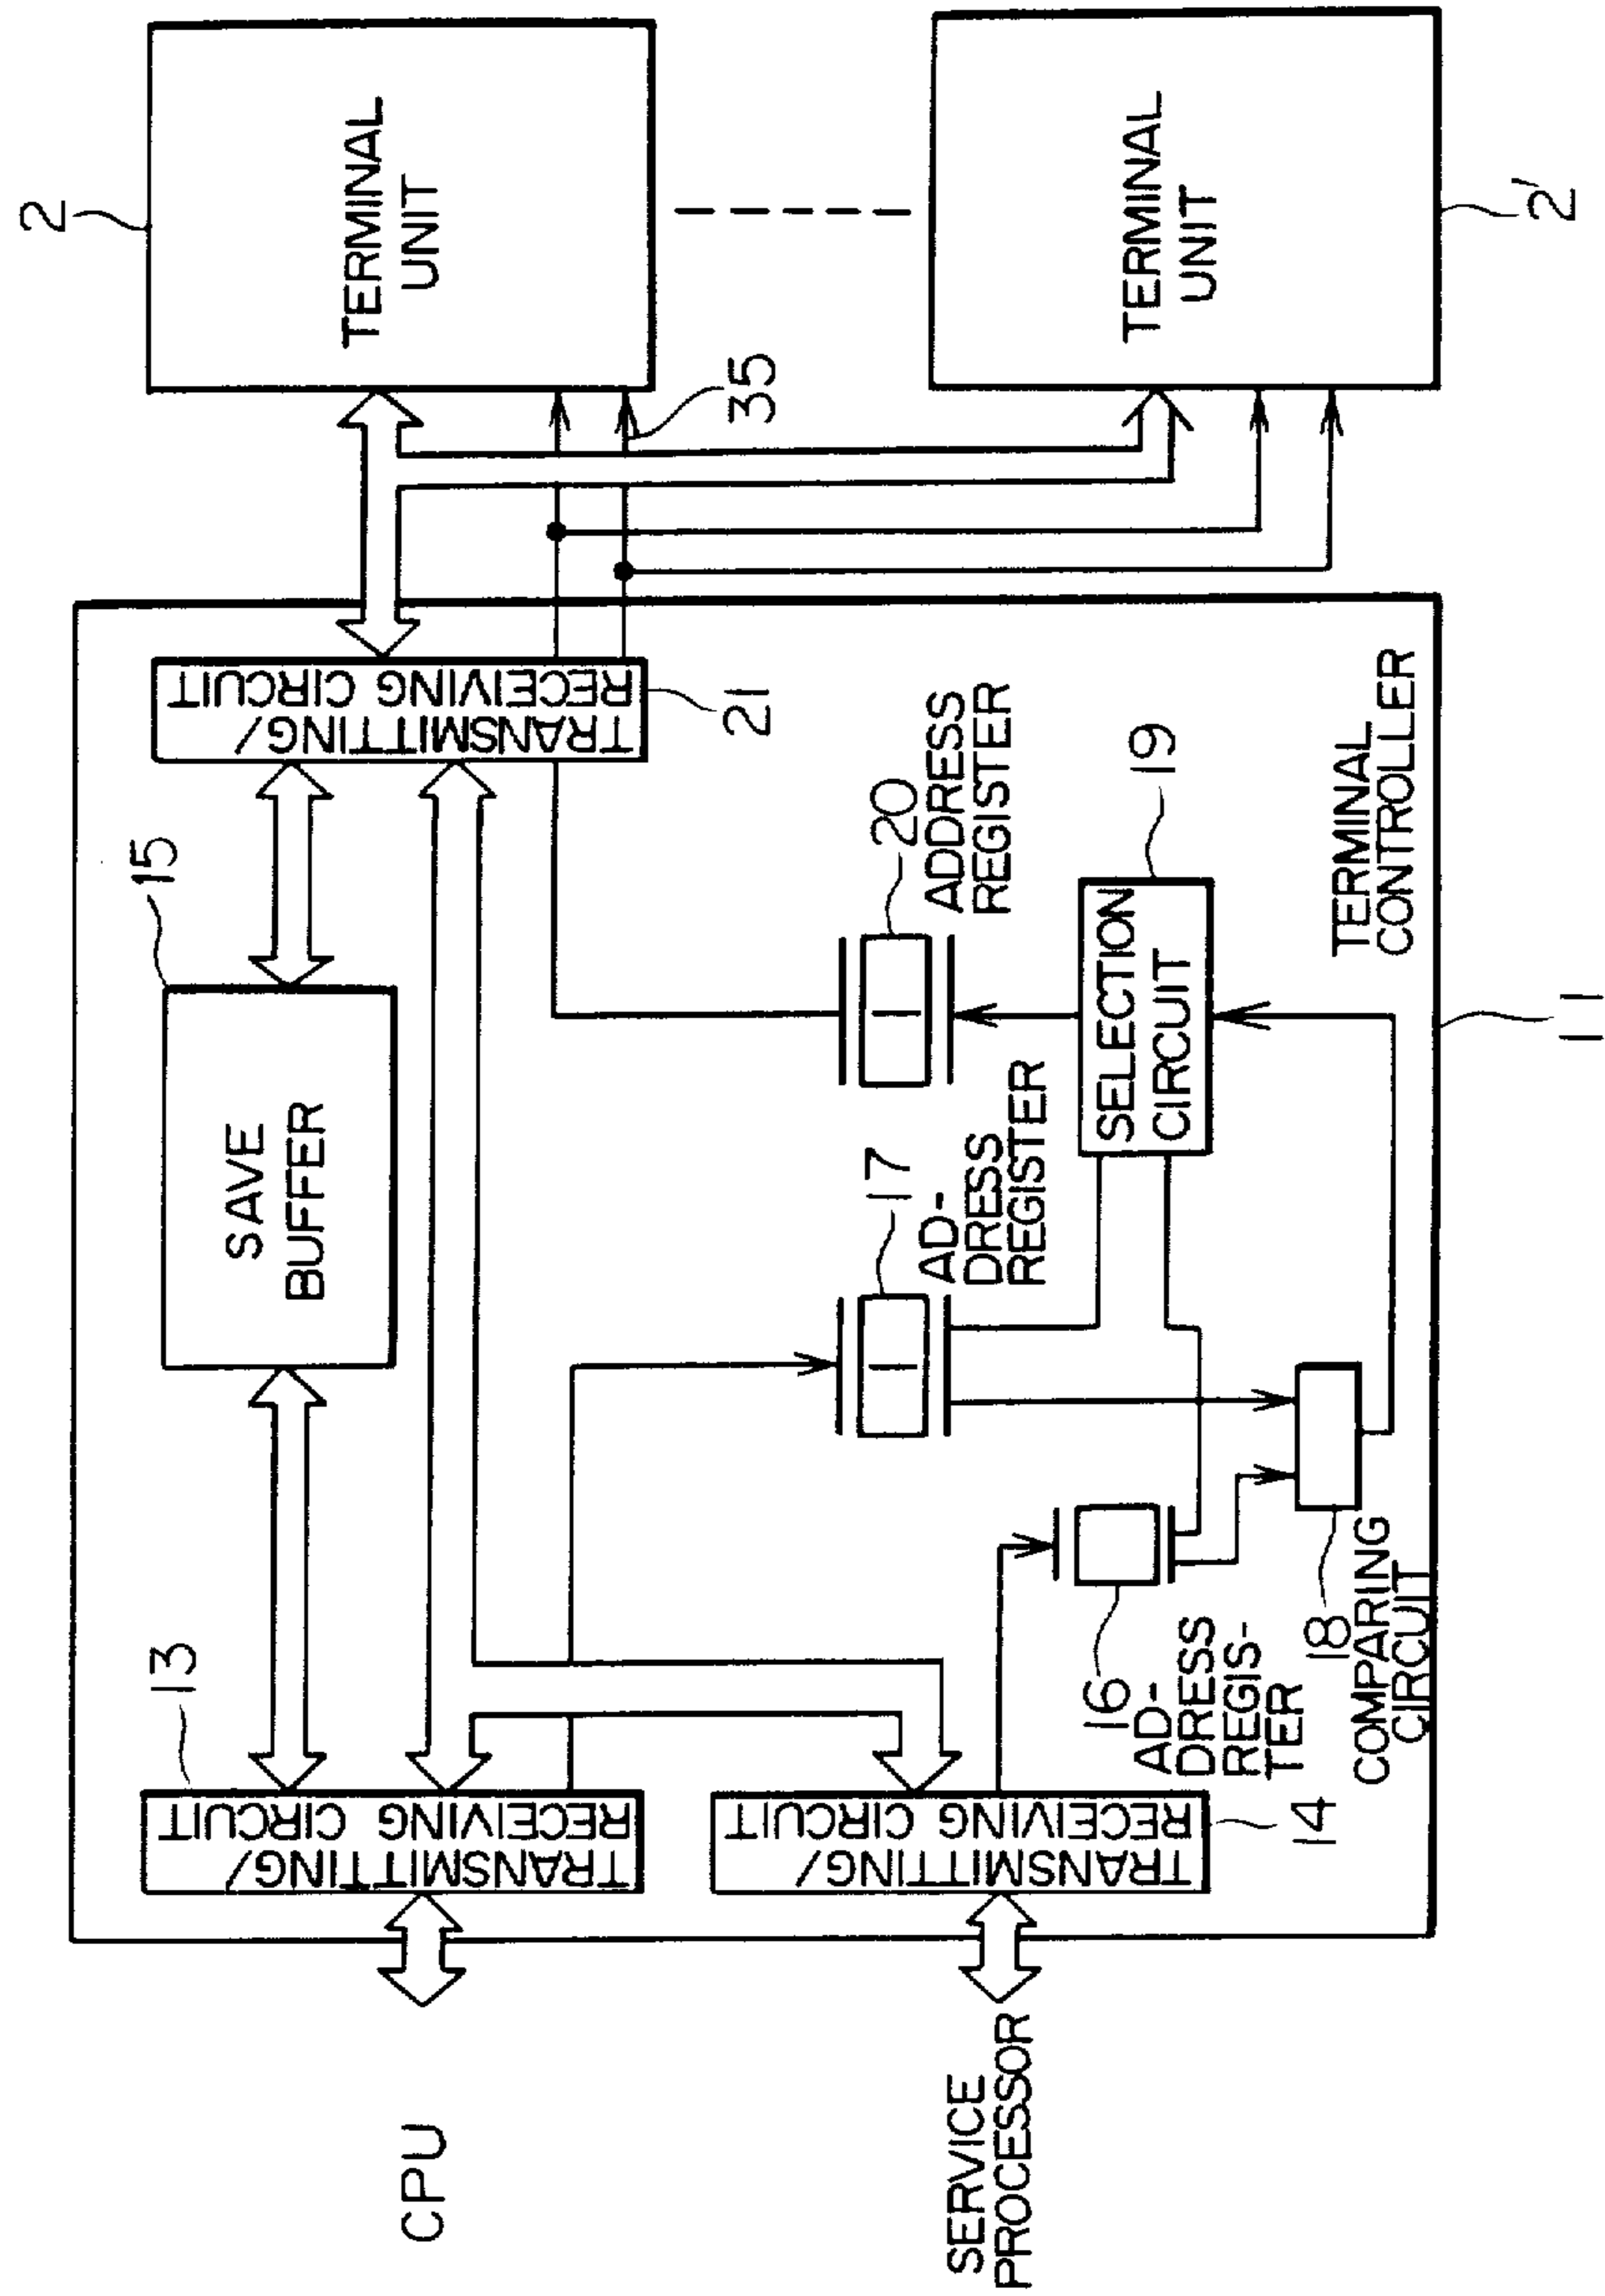 2
TERMINAL
UNIT
35
TERMINAL
UNIT
2'
TRANSMITTING/
RECEIVING CIRCUIT
21
15
SAVE
BUFFER
20
ADDRESS
REGISTER
19
SELECTION
CIRCUIT
TERMINAL
CONTROLLER
11
17
AD-
DRESS
REGISTER
13
TRANSMITTING/
RECEIVING CIRCUIT
16
AD-
DRESS
REGIS-
TER
18
COMPARING
CIRCUIT
TRANSMITTING/
RECEIVING CIRCUIT
14
CPU
SERVICE
PROCESSOR